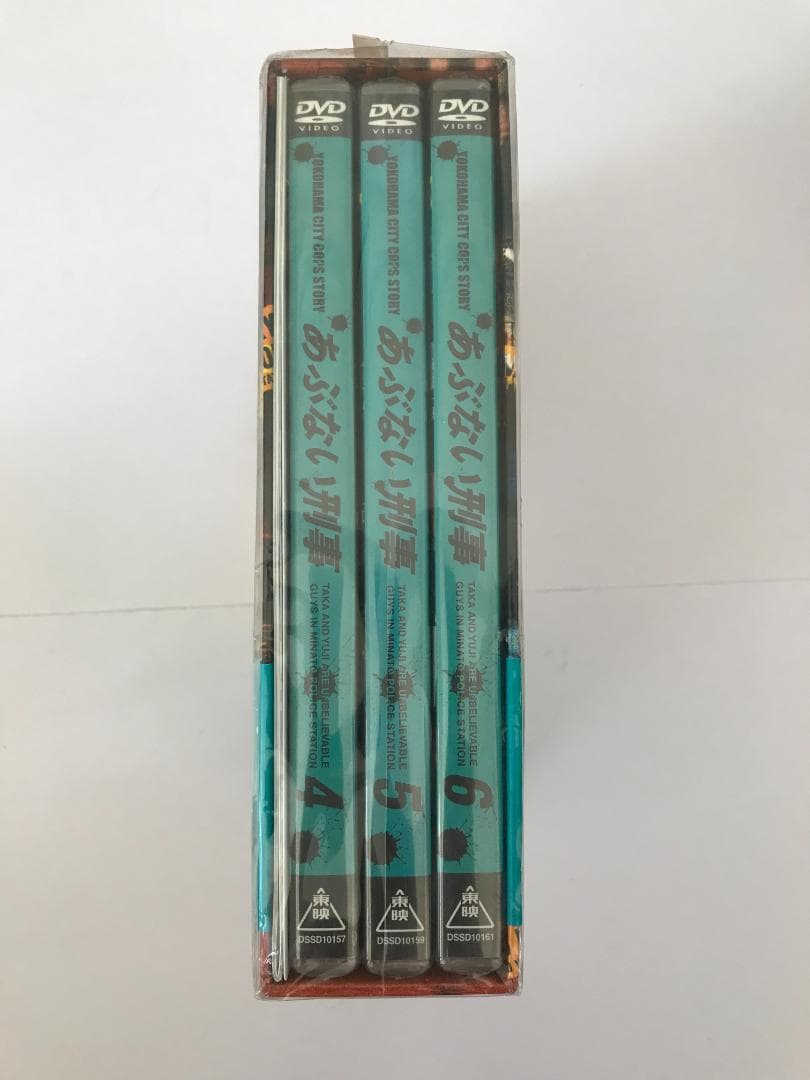 DVD
VIDEO
YOKOHAMA CITY COPS STORY
あぶない刑事
TAKA AND YUJI ARE UNBELIEVABLE
GUYS IN MINATO POLICE STATION
4
東映
DSSD10157
DVD
VIDEO
YOKOHAMA CITY COPS STORY
あぶない刑事
TAKA AND YUJI ARE UNBELIEVABLE
GUYS IN MINATO POLICE STATION
5
東映
DSSD10159
DVD
VIDEO
YOKOHAMA CITY COPS STORY
あぶない刑事
TAKA AND YUJI ARE UNBELIEVABLE
GUYS IN MINATO POLICE STATION
6
東映
DSSD10161